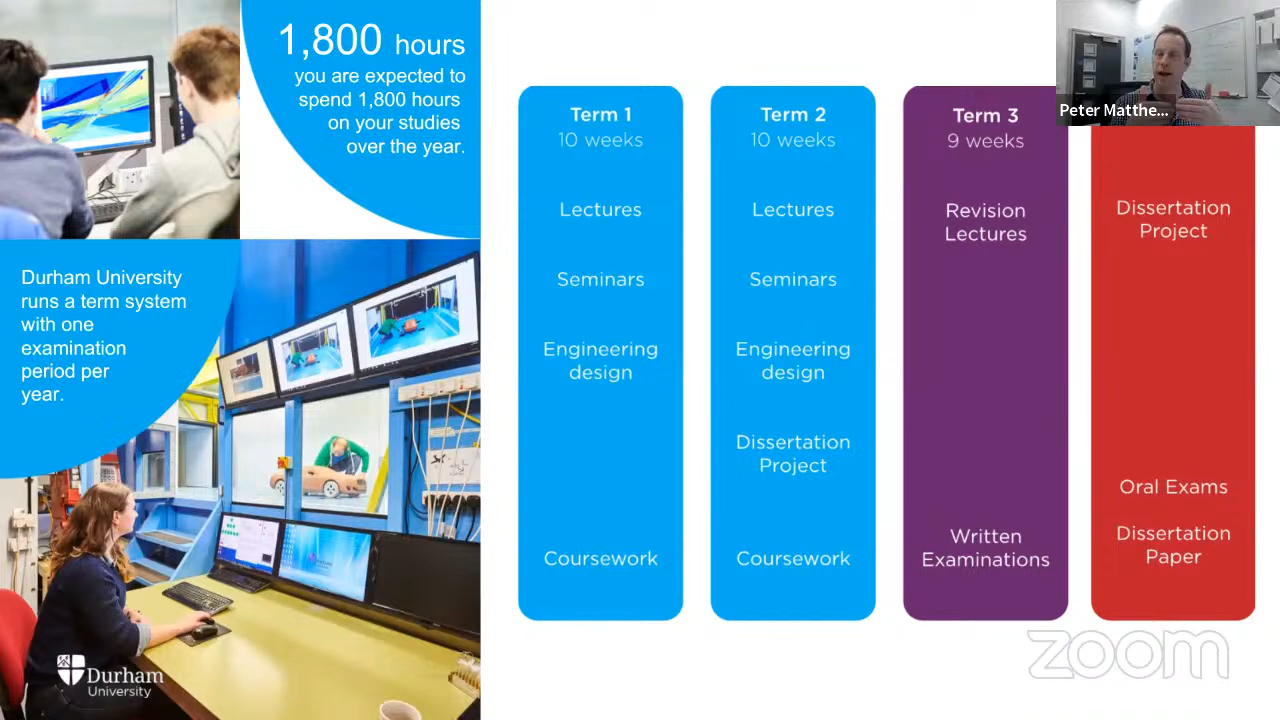 1,800 hours
you are expected to
spend 1,800 hours
on your studies
over the year.
Durham University
runs a term system
with one
examination
period per
year.
Durham
University
Term 1
10 weeks
Lectures
Seminars
Engineering
design
Coursework
Term 2
10 weeks
Lectures
Seminars
Engineering
design
Dissertation
Project
Coursework
Term 3
9 weeks
Revision
Lectures
Written
Examinations
Peter Matthe...
Dissertation
Project
Oral Exams
Dissertation
Paper
zoom